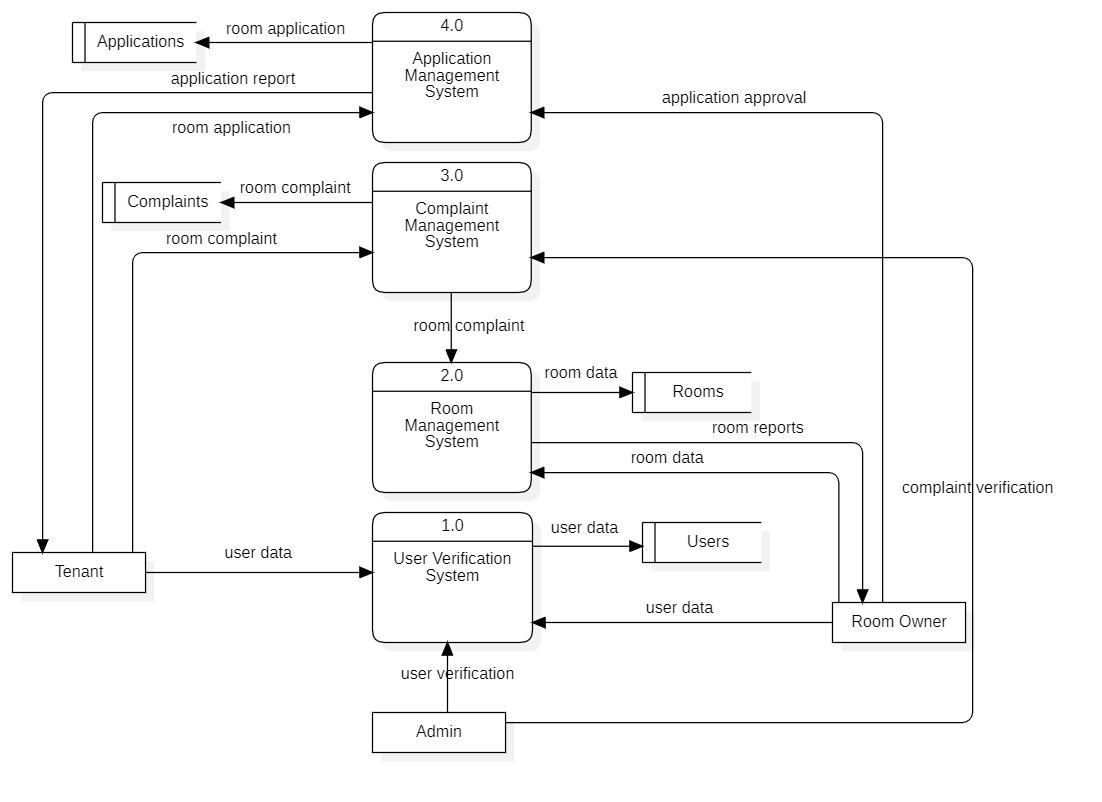 4.0
room application
Applications
Application
Management
System
application report
application approval
room application
3.0
room complaint
Complaints
Complaint
Management
System
room complaint
room complaint
2.0
room data
Rooms
Room
Management
System
room reports
room data
complaint verification
1.0
user data
Users
user data
User Verification
System
Tenant
user data
Room Owner
user verification
Admin